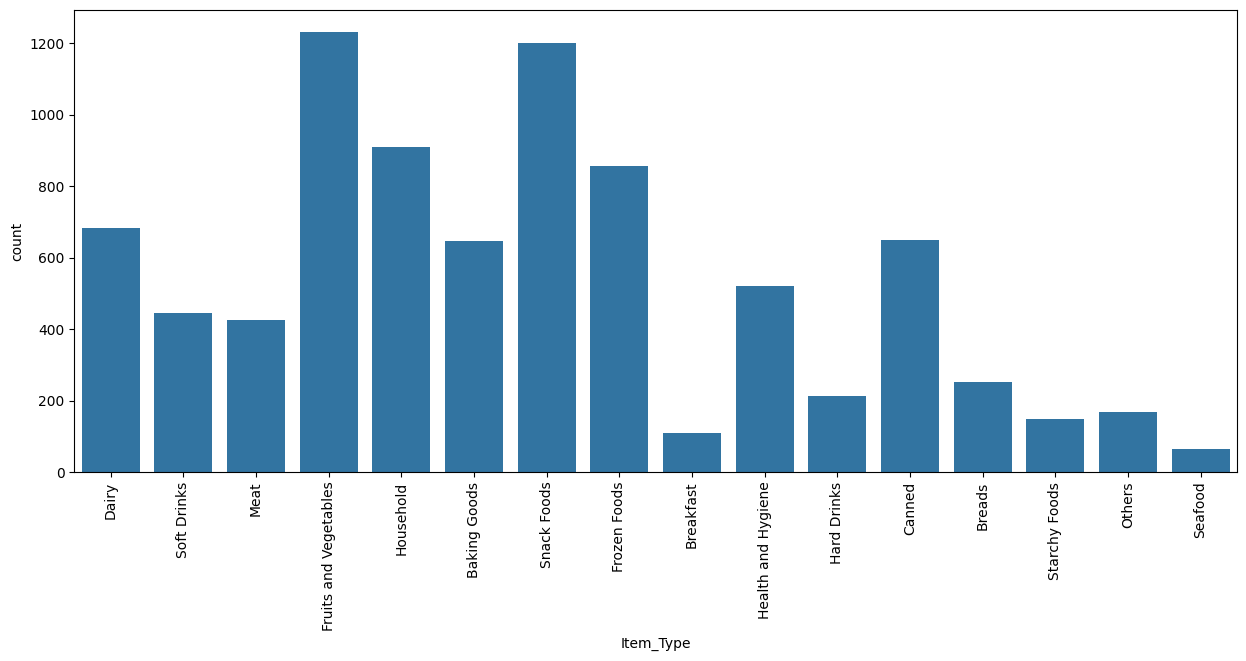 1200
1000
800
600
400
200
0
count
Dairy
Soft Drinks
Meat
Fruits and Vegetables
Household
Baking Goods
Snack Foods
Frozen Foods
Breakfast
Health and Hygiene
Hard Drinks
Canned
Breads
Starchy Foods
Others
Seafood
Item_Type